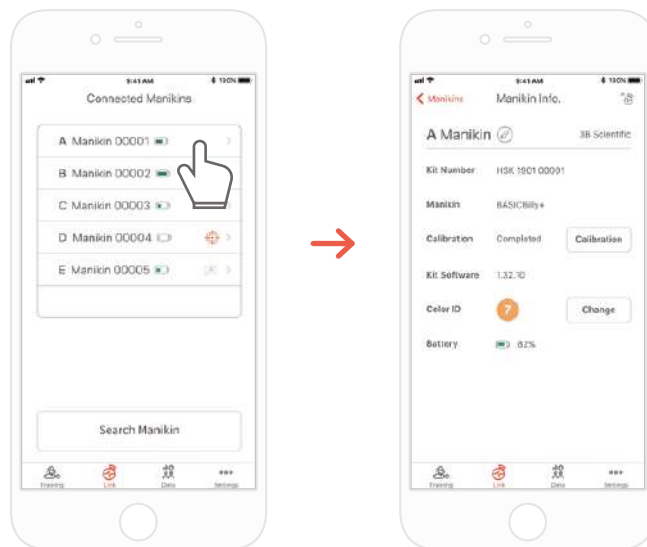 9:41 AM
100%
Connected Manikins
A Manikin 00001
B Manikin 00002
C Manikin 00003
D Manikin 00004
E Manikin 00005
Search Manikin
Training
Link
Data
Settings
9:41 AM
100%
Manikins
Manikin Info.
A Manikin
3B Scientific
Kit Number
HSK 1901 00001
Manikin
BASICBilly+
Calibration
Completed
Calibration
Kit Software
1.32.10
Color ID
7
Change
Battery
82%
Training
Link
Data
Settings